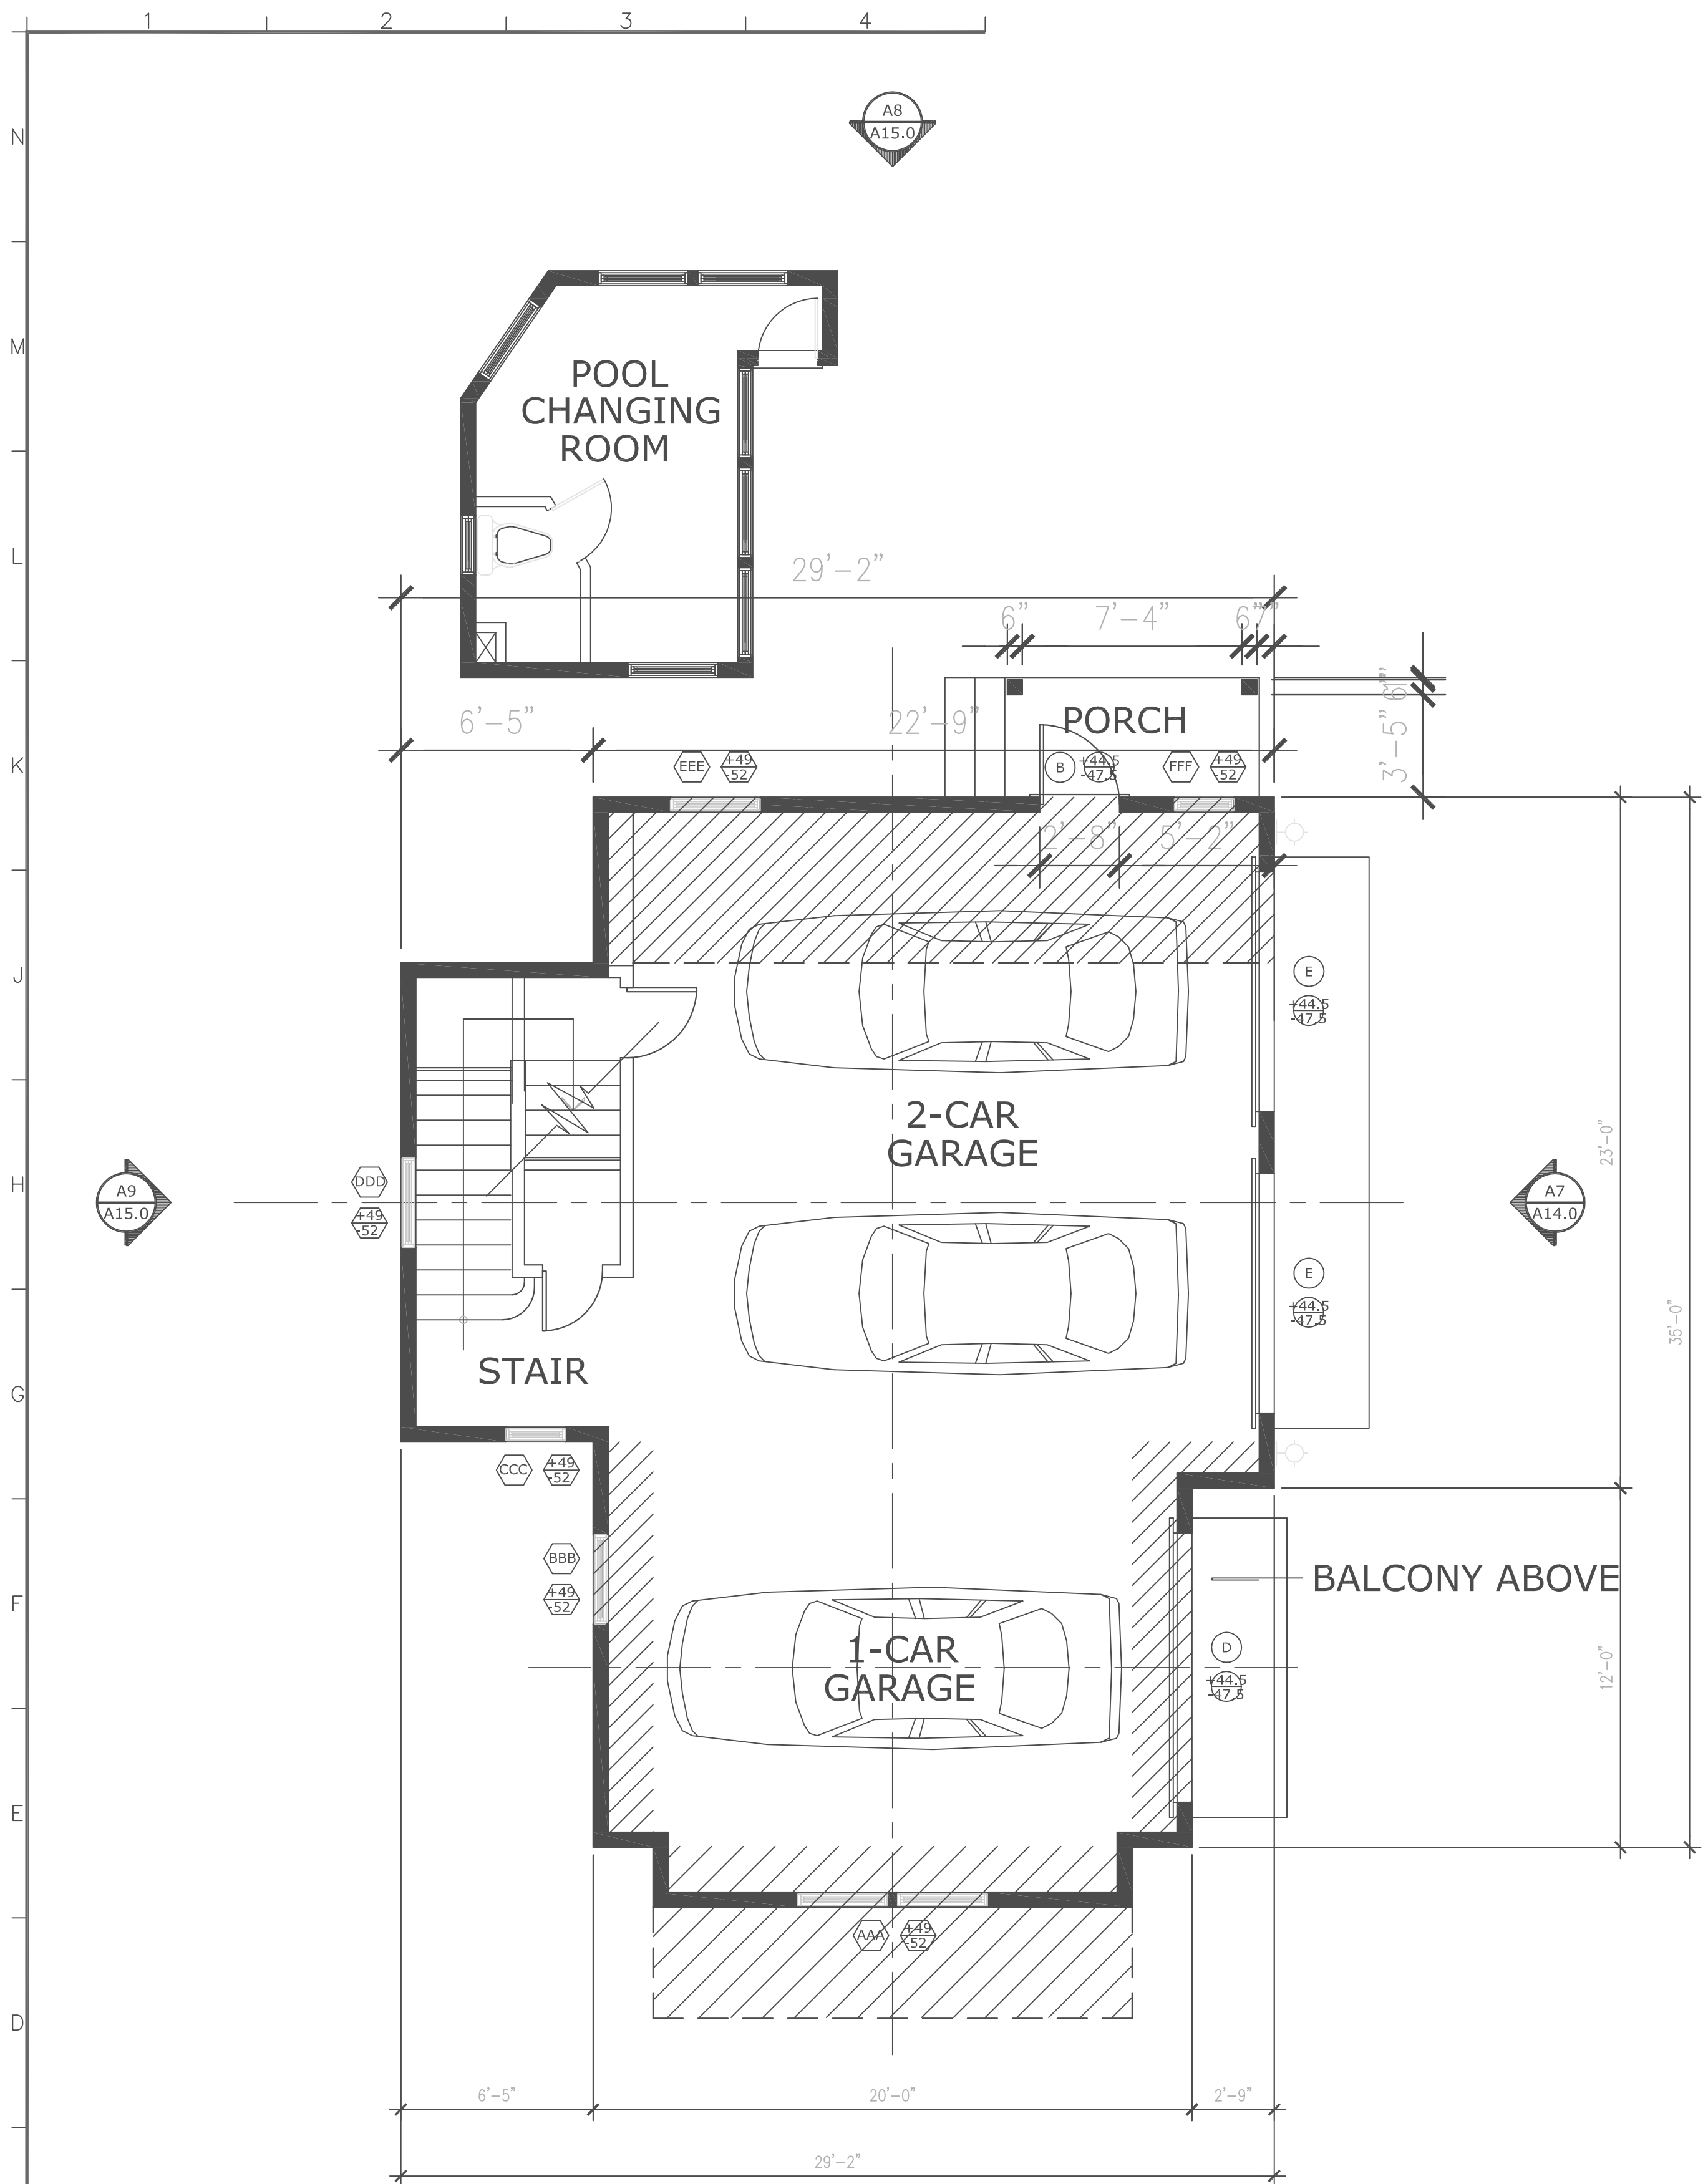 1 2 3 4
A8
A15.0
N
M
POOL
CHANGING
ROOM
L
29'-2"
6" 7'-4" 6"
6'-5" 22'-9" PORCH
3'-5"
K
EEE +49
-52
B +44.5
-47.5
FFF +49
-52
2'-8" 5'-2"
J
E
+44.5
-47.5
2-CAR
GARAGE
23'-0"
H
A9
A15.0
DDD
+49
-52
A7
A14.0
E
+44.5
-47.5
35'-0"
STAIR
G
CCC +49
-52
BBB
+49
-52
F
BALCONY ABOVE
1-CAR
GARAGE
D
+44.5
-47.5
12'-0"
E
AAA +49
-52
D
6'-5" 20'-0" 2'-9"
29'-2"